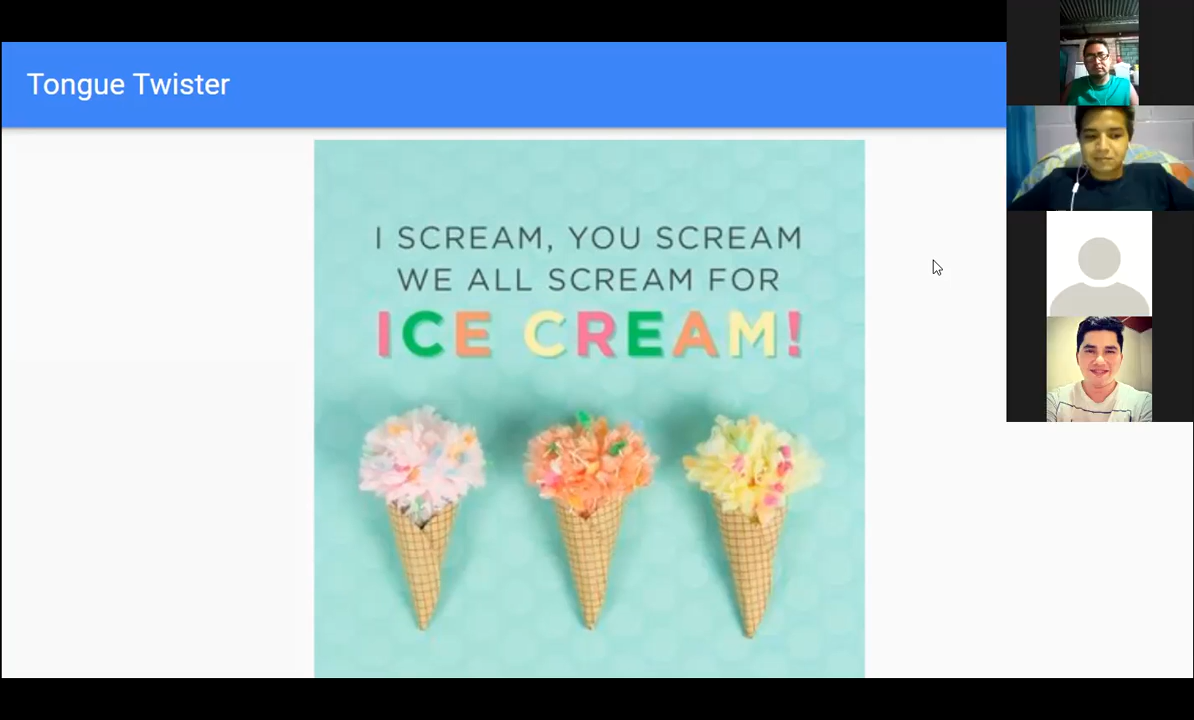 Tongue Twister
I SCREAM, YOU SCREAM
WE ALL SCREAM FOR
ICE CREAM!